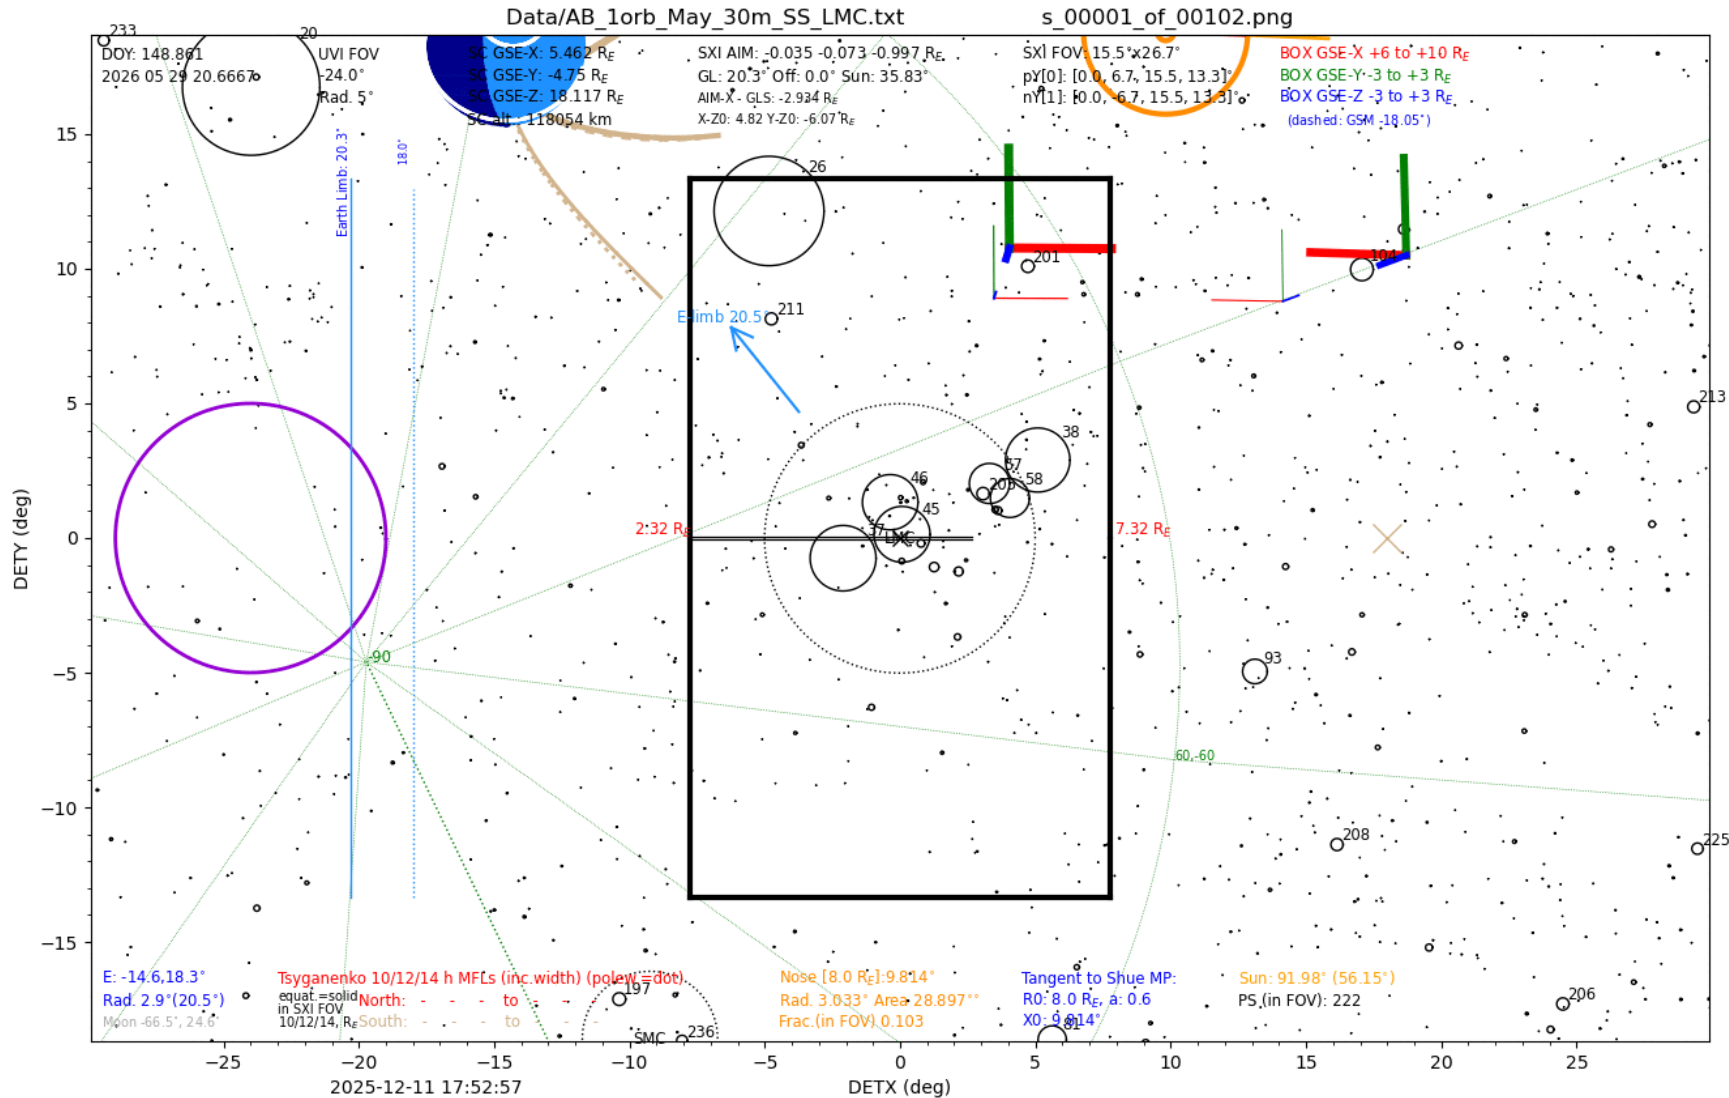 Data/AB_1orb_May_30m_SS_LMC.txt s_00001_of_00102.png
233
20
DOY: 148.861
2026 05 29 20.6667
UVI FOV
-24.0°
Rad. 5°
SC GSE-X: 5.462 RE
SC GSE-Y: -4.75 RE
SC GSE-Z: 18.117 RE
SC alt.: 118054 km
SXI AIM: -0.035 -0.073 -0.997 RE
GL: 20.3° Off: 0.0° Sun: 35.83°
AIM-X - GLS: -2.934 RE
X-Z0: 4.82 Y-Z0: -6.07 RE
SXI FOV: 15.5°x26.7°
pY[0]: [0.0, 6.7, 15.5, 13.3]°
nY[1]: [0.0, -6.7, 15.5, 13.3]°
BOX GSE-X +6 to +10 RE
BOX GSE-Y -3 to +3 RE
BOX GSE-Z -3 to +3 RE
(dashed: GSM -18.05°)
Earth Limb: 20.3°
18.0°
26
201
104
211
E-limb 20.5°
213
38
57
58
205
46
45
37
LMC
2.32 RE
7.32 RE
-90
93
60,-60
208
225
206
197
236
SMC
81
E: -14.6,18.3°
Rad. 2.9°(20.5°)
Moon -66.5°, 24.6°
Tsyganenko 10/12/14 h MFLs (inc.width) (polew.=dot)
equat.=solid
in SXI FOV
10/12/14, RE
North: - - - to - - -
South: - - - to - - -
Nose [8.0 RE]:9.814°
Rad. 3.033° Area 28.897°°
Frac.(in FOV) 0.103
Tangent to Shue MP:
R0: 8.0 RE, a: 0.6
X0: 9.814°
Sun: 91.98° (56.15°)
PS (in FOV): 222
DETY (deg)
15
10
5
0
−5
−10
−15
−25 −20 −15 −10 −5 0 5 10 15 20 25
2025-12-11 17:52:57
DETX (deg)